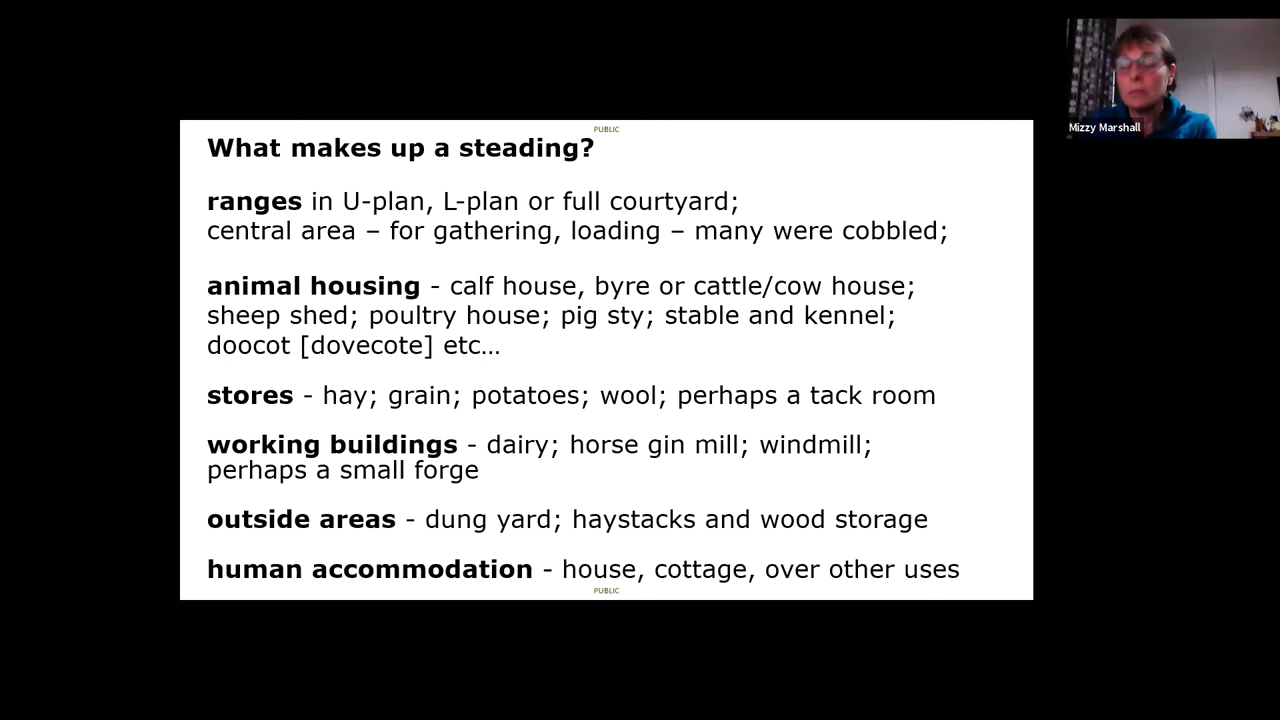 PUBLIC
What makes up a steading?
ranges in U-plan, L-plan or full courtyard;
central area – for gathering, loading – many were cobbled;
animal housing - calf house, byre or cattle/cow house;
sheep shed; poultry house; pig sty; stable and kennel;
doocot [dovecote] etc…
stores - hay; grain; potatoes; wool; perhaps a tack room
working buildings - dairy; horse gin mill; windmill;
perhaps a small forge
outside areas - dung yard; haystacks and wood storage
human accommodation - house, cottage, over other uses
PUBLIC
Mizzy Marshall